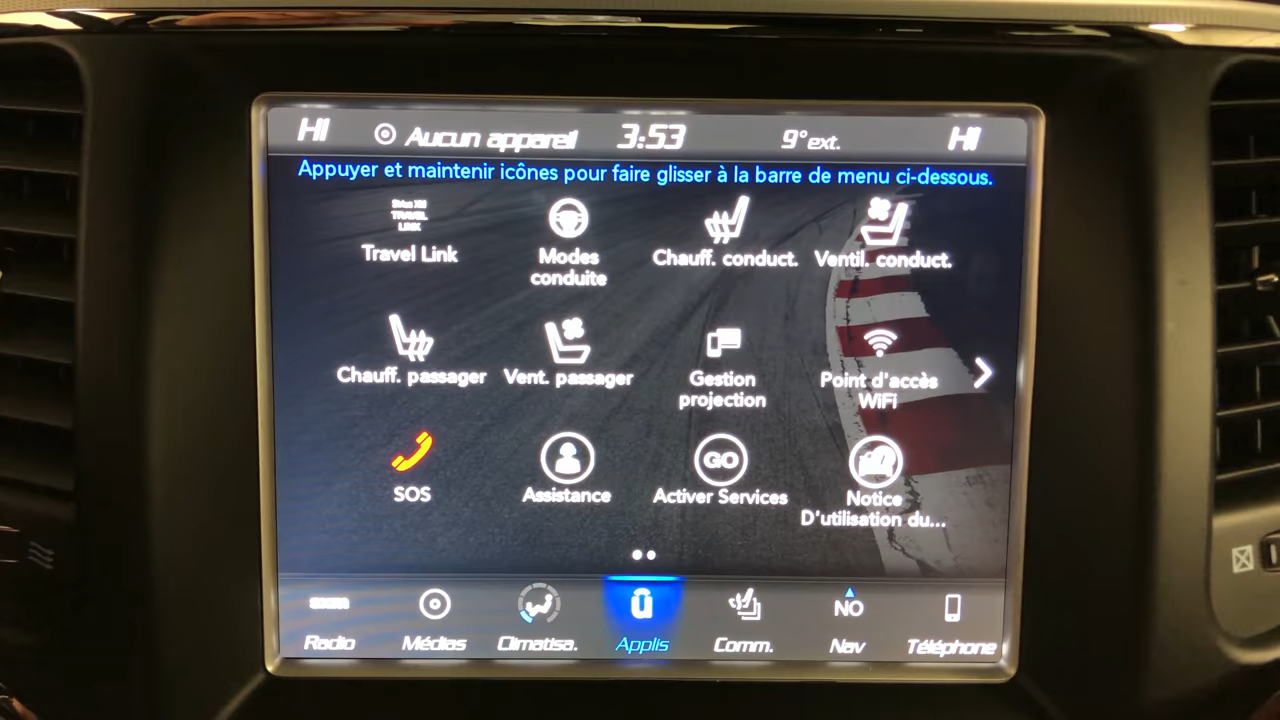 HI Aucun appareil 3:53 9°ext. HI
Appuyer et maintenir icônes pour faire glisser à la barre de menu ci-dessous.
Sirius XM
TRAVEL
LINK
Travel Link
Modes
conduite
Chauff. conduct.
Ventil. conduct.
Chauff. passager
Vent. passager
Gestion
projection
Point d'accès
WiFi
SOS
Assistance
GO
Activer Services
Notice
D'utilisation du...
Radio
Médias
Climatisa.
û
Applis
Comm.
NO
Nav
Téléphone